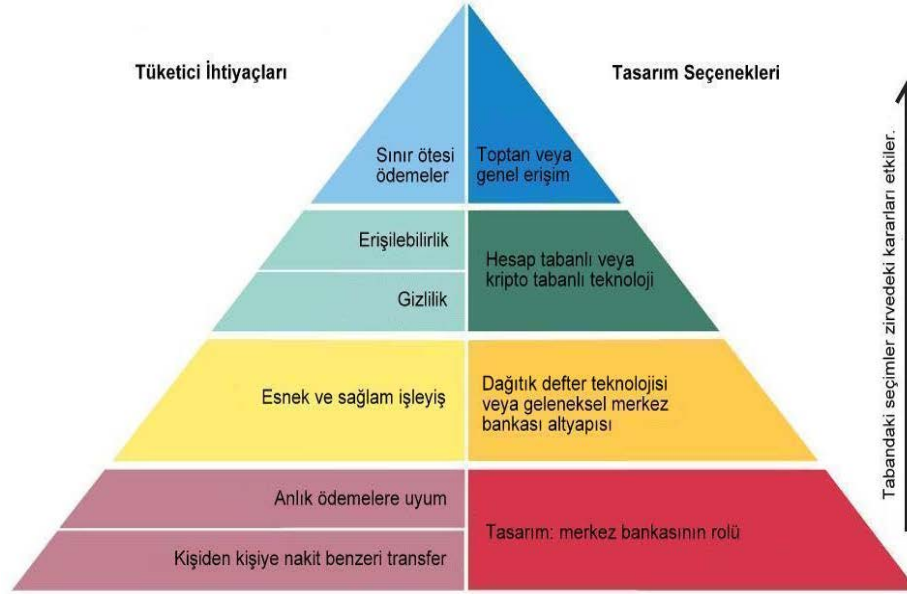 Tüketici İhtiyaçları
Tasarım Seçenekleri
Sınır ötesi
ödemeler
Toptan veya
genel erişim
Erişilebilirlik
Gizlilik
Hesap tabanlı veya
kripto tabanlı teknoloji
Esnek ve sağlam işleyiş
Dağıtık defter teknolojisi
veya geleneksel merkez
bankası altyapısı
Anlık ödemelere uyum
Kişiden kişiye nakit benzeri transfer
Tasarım: merkez bankasının rolü
Tabandaki seçimler zirvedeki kararları etkiler.